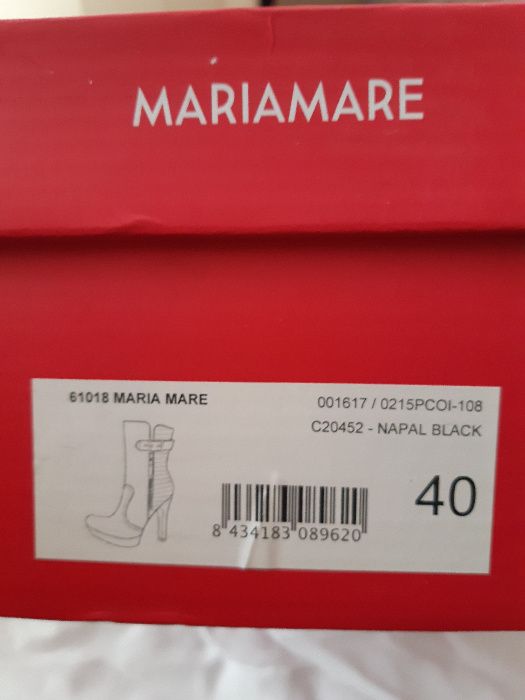 MARIAMARE
61018 MARIA MARE
001617 / 0215PCOI-108
C20452 - NAPAL BLACK
40
8 434183 089620